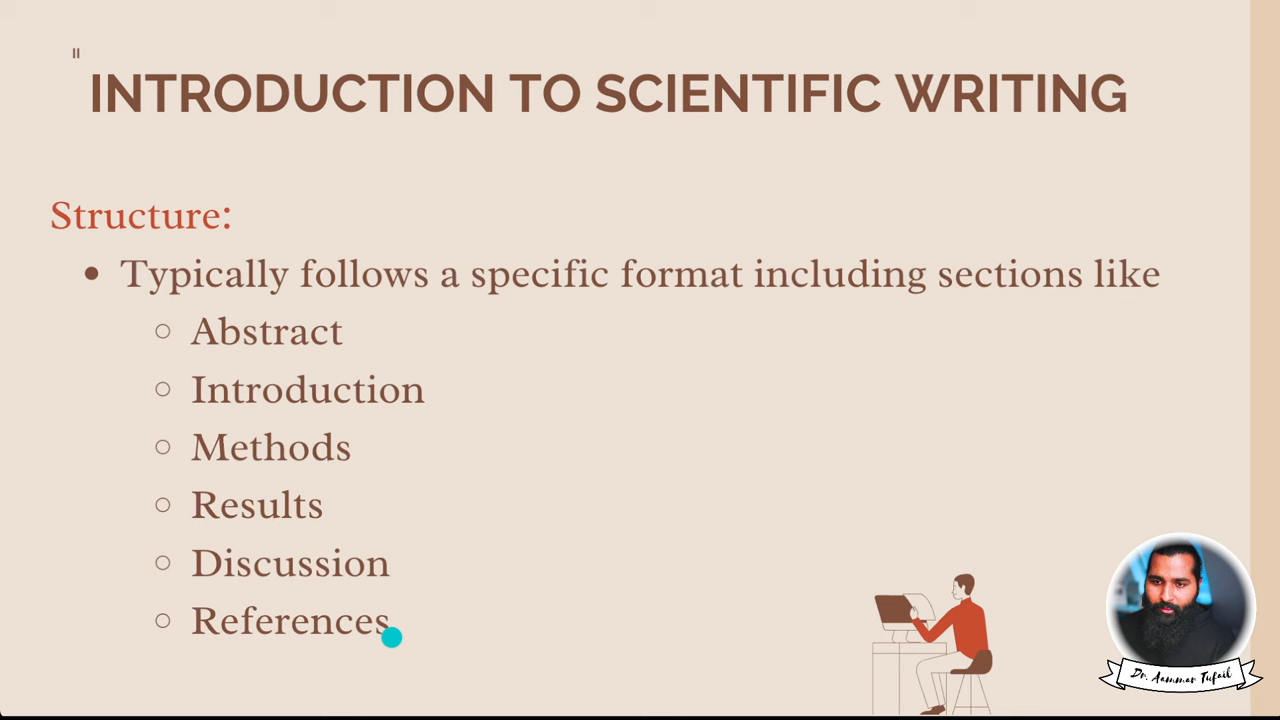 "
INTRODUCTION TO SCIENTIFIC WRITING
Structure:
• Typically follows a specific format including sections like
○ Abstract
○ Introduction
○ Methods
○ Results
○ Discussion
○ References
Dr. Aammar Tufail